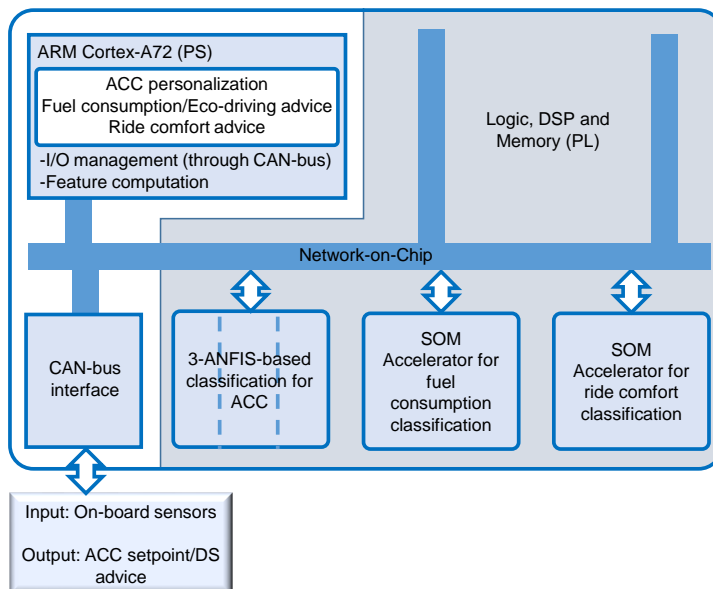 ARM Cortex-A72 (PS)
ACC personalization
Fuel consumption/Eco-driving advice
Ride comfort advice
-I/O management (through CAN-bus)
-Feature computation
Logic, DSP and
Memory (PL)
Network-on-Chip
CAN-bus
interface
3-ANFIS-based
classification for
ACC
SOM
Accelerator for
fuel
consumption
classification
SOM
Accelerator for
ride comfort
classification
Input: On-board sensors
Output: ACC setpoint/DS
advice